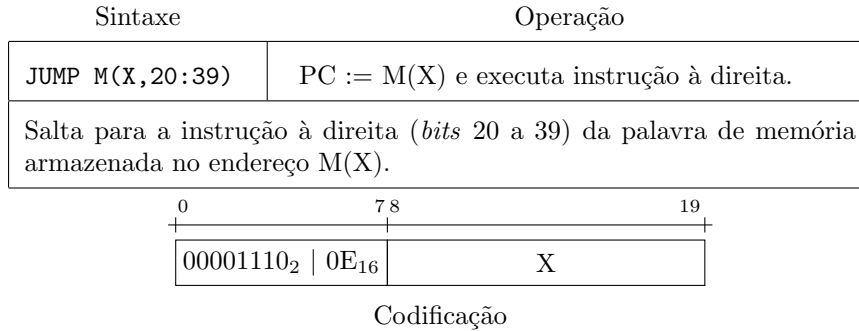 Sintaxe Operação
JUMP M(X,20:39) PC := M(X) e executa instrução à direita.
Salta para a instrução à direita (bits 20 a 39) da palavra de memória
armazenada no endereço M(X).
0 7 8 19
00001110₂ | 0E₁₆ X
Codificação